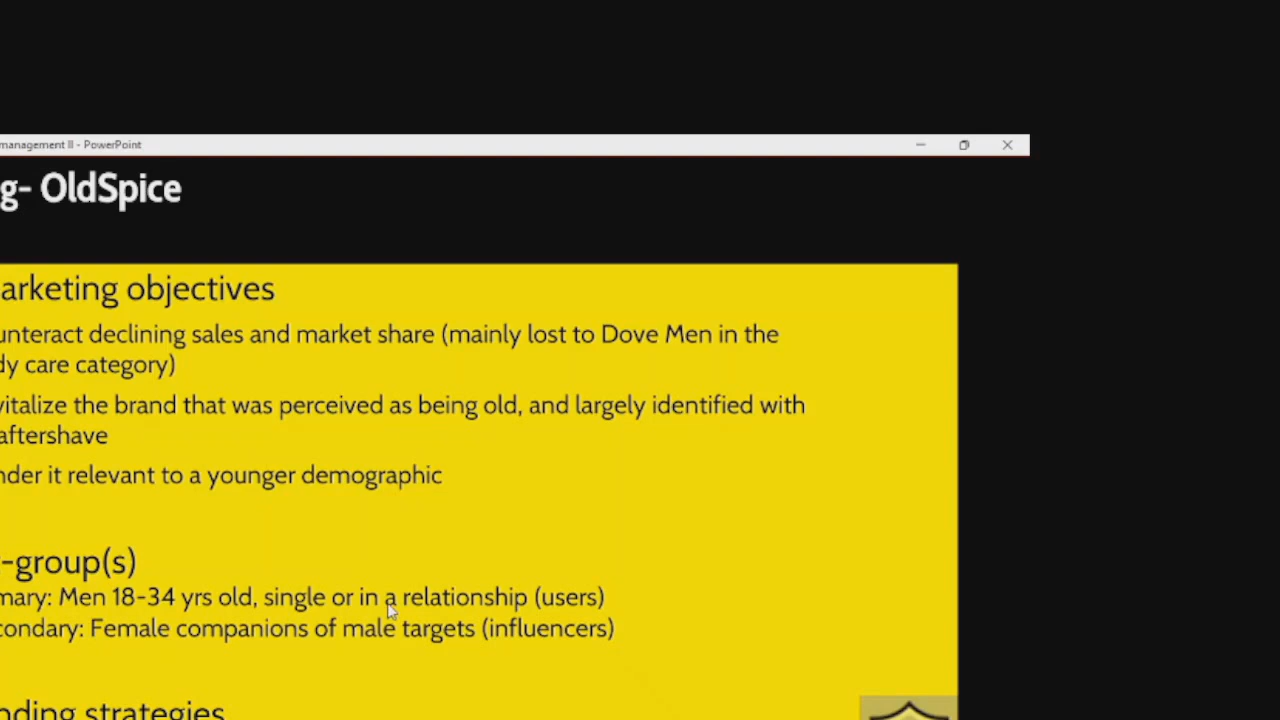 management II - PowerPoint
g- OldSpice
arketing objectives
unteract declining sales and market share (mainly lost to Dove Men in the
dy care category)
vitalize the brand that was perceived as being old, and largely identified with
aftershave
nder it relevant to a younger demographic
-group(s)
mary: Men 18-34 yrs old, single or in a relationship (users)
condary: Female companions of male targets (influencers)
nding strategies